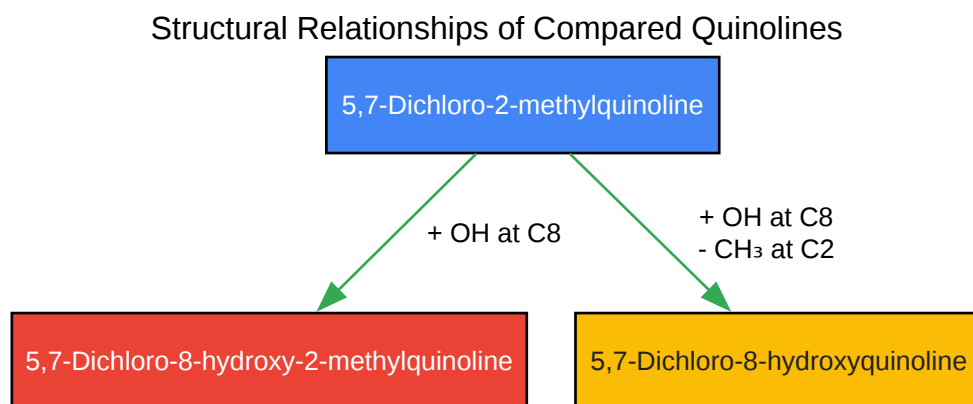 Structural Relationships of Compared Quinolines
5,7-Dichloro-2-methylquinoline
+ OH at C8
+ OH at C8
- CH₃ at C2
5,7-Dichloro-8-hydroxy-2-methylquinoline
5,7-Dichloro-8-hydroxyquinoline